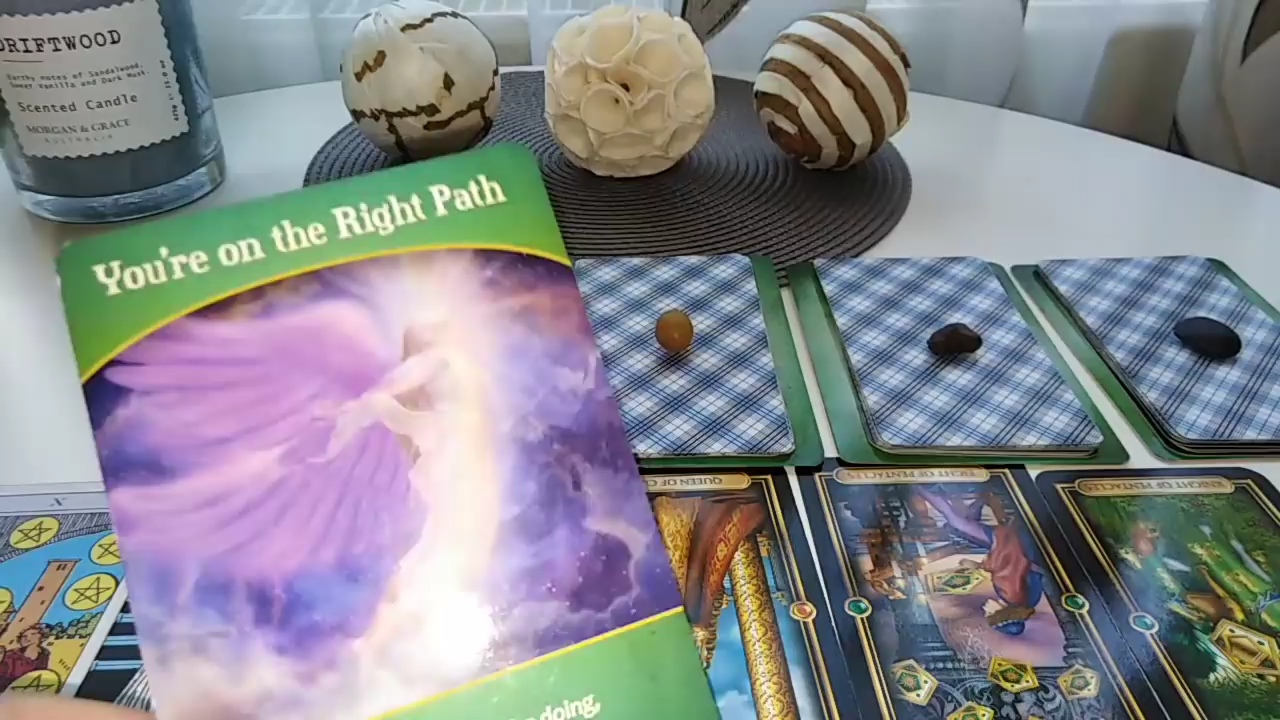 DRIFTWOOD
Earthy notes of Sandalwood,
Sweet Vanilla and Dark Musk.
Scented Candle
MORGAN & GRACE
AUSTRALIA
You're on the Right Path
doing,
X
QUEEN OF
EIGHT OF PENTACLES
KNIGHT OF PENTACLES